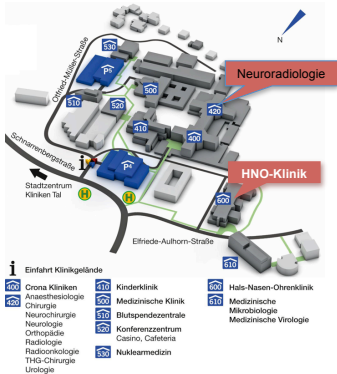 N
Otfried-Müller-Straße
530
P5
500
Neuroradiologie
510
520
420
410
400
Schnarrenbergstraße
i
P
Stadtzentrum
Kliniken Tal
H
H
HNO-Klinik
600
Elfriede-Aulhorn-Straße
610
i Einfahrt Klinikgelände
400 Crona Kliniken
420 Anaesthesiologie
Chirurgie
Neurochirurgie
Neurologie
Orthopädie
Radiologie
Radioonkologie
THG-Chirurgie
Urologie
410 Kinderklinik
500 Medizinische Klinik
510 Blutspendezentrale
520 Konferenzzentrum
Casino, Cafeteria
530 Nuklearmedizin
600 Hals-Nasen-Ohrenklinik
610 Medizinische
Mikrobiologie
Medizinische Virologie